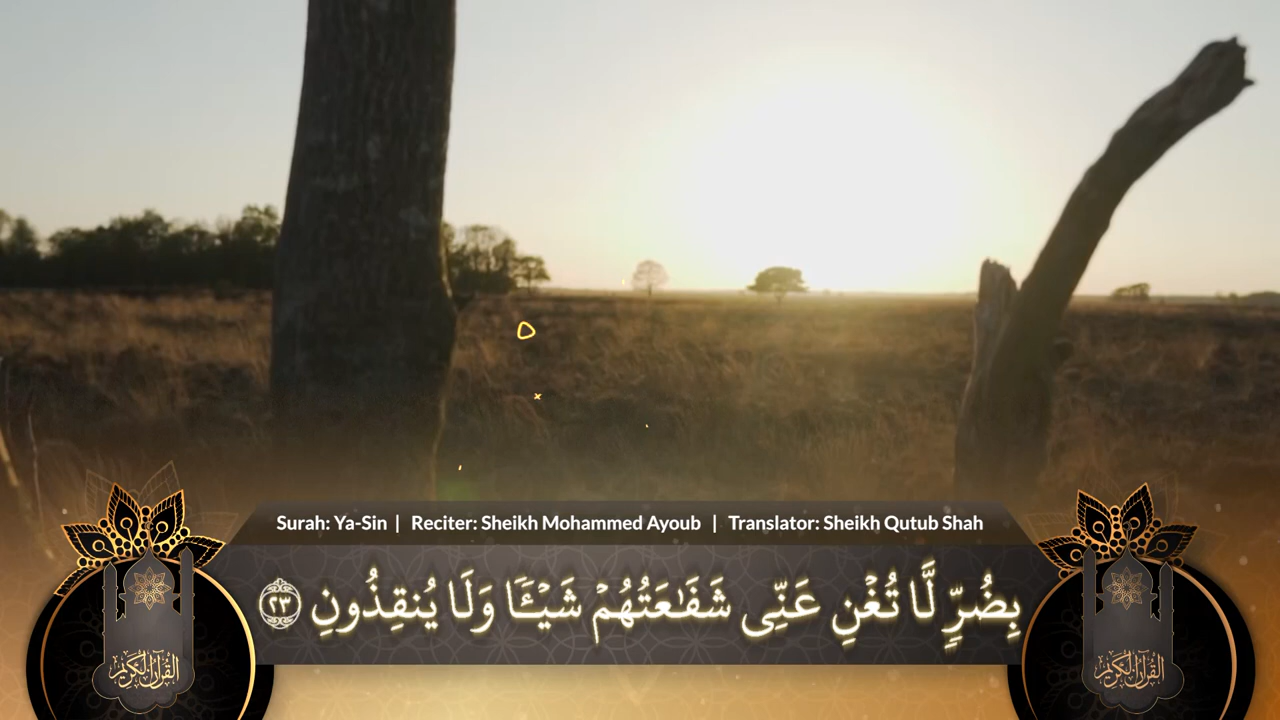 Surah: Ya-Sin | Reciter: Sheikh Mohammed Ayoub | Translator: Sheikh Qutub Shah
بِضُرٍّ لَّا تُغْنِ عَنِّى شَفَـٰعَتُهُمْ شَيْـًٔا وَلَا يُنقِذُونِ ٢٣
القرآن الكريم
القرآن الكريم